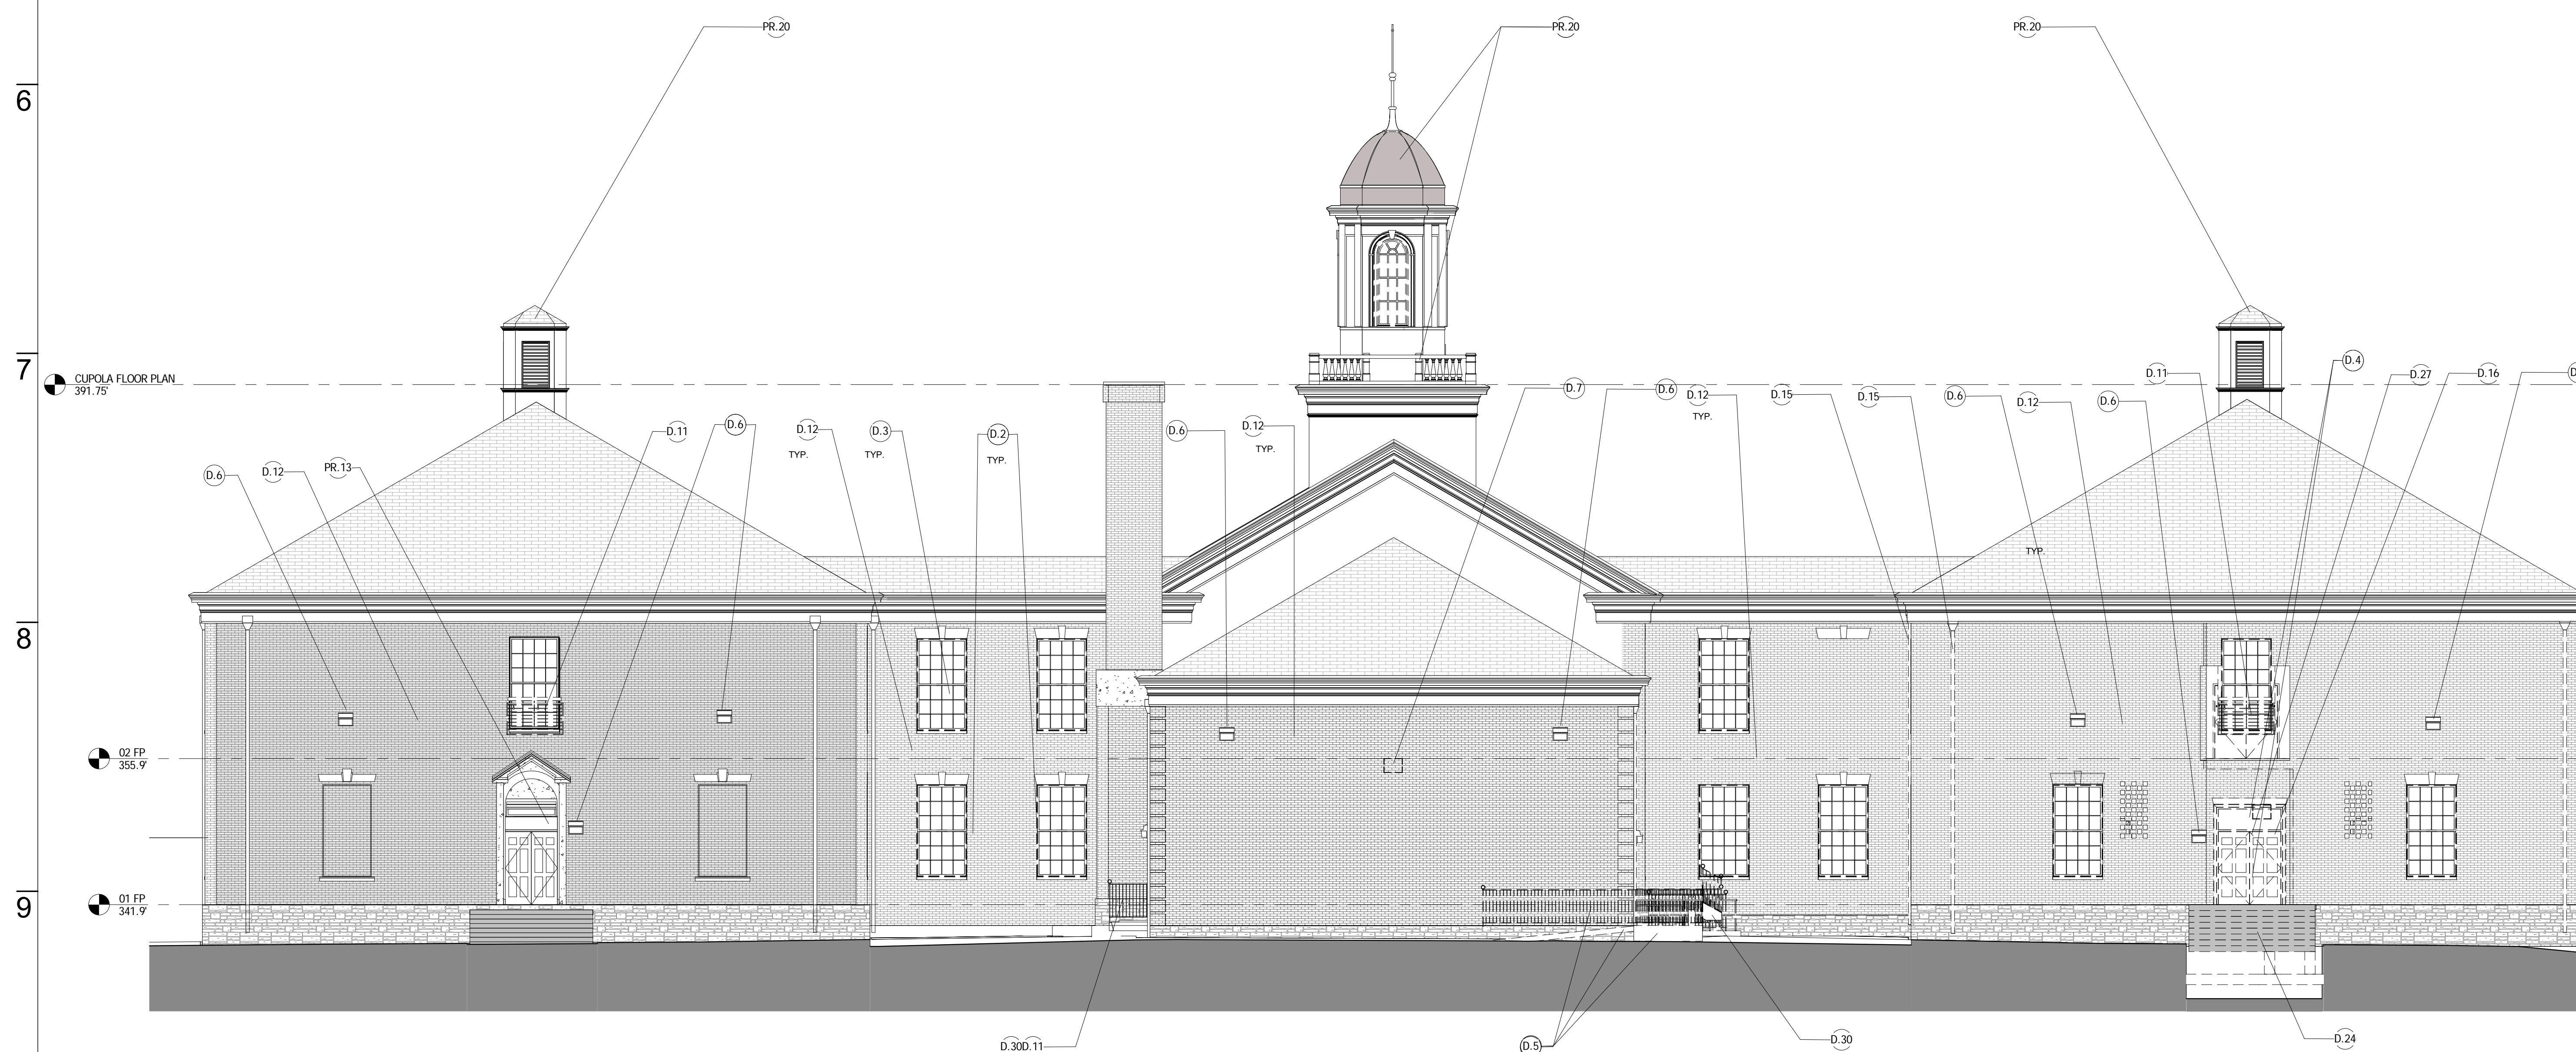 PR.20
PR.20
PR.20
6
7
CUPOLA FLOOR PLAN
391.75'
D.4
D.11
D.27
D.16
D.7
D.6
D.12
TYP.
D.15
D.15
D.6
D.12
D.6
D.11
D.6
D.12
TYP.
D.3
TYP.
D.2
TYP.
D.6
D.12
TYP.
D.6
D.12
PR.13
TYP.
8
02 FP
355.9'
9
01 FP
341.9'
D.30
D.11
D.5
D.30
D.24